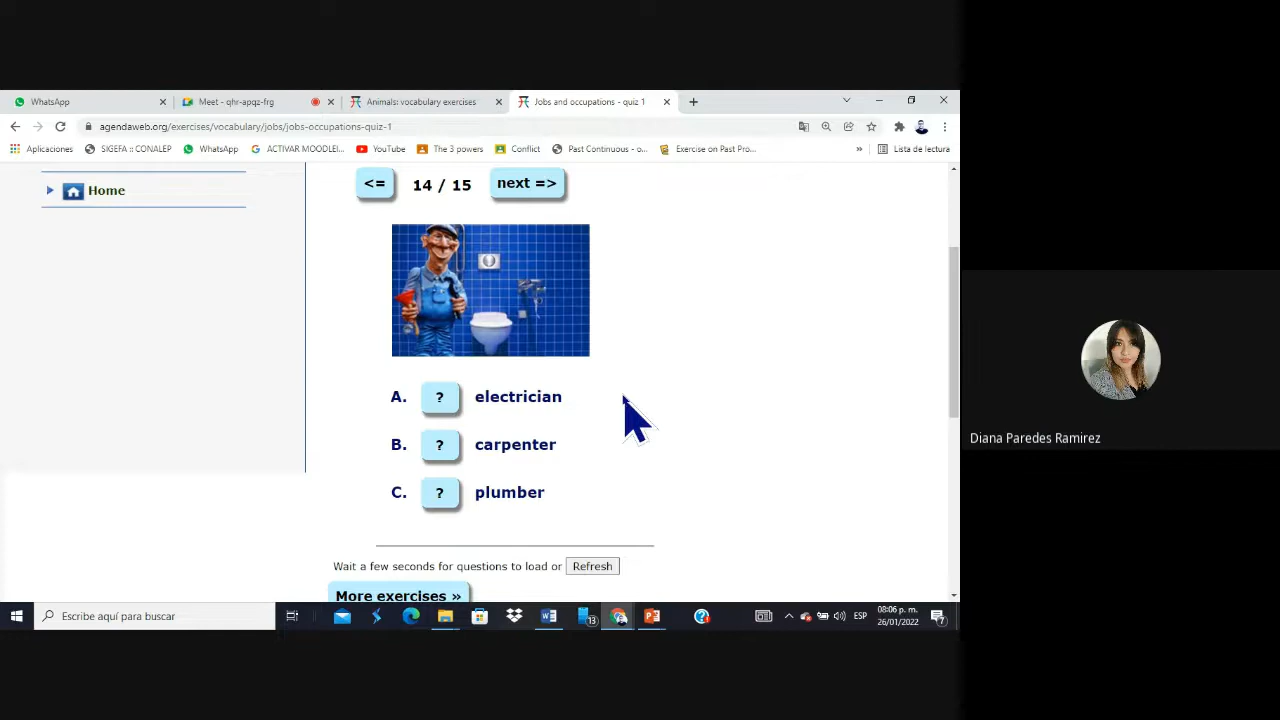 WhatsApp
Meet - qhr-apqz-frg
Animals: vocabulary exercises
Jobs and occupations - quiz 1
agendaweb.org/exercises/vocabulary/jobs/jobs-occupations-quiz-1
Aplicaciones SIGEFA :: CONALEP WhatsApp ACTIVAR MOODLEI... YouTube The 3 powers Conflict Past Continuous - o... Exercise on Past Pro... » Lista de lectura
Home
<= 14 / 15 next =>
A. ? electrician
B. ? carpenter
C. ? plumber
Diana Paredes Ramirez
Wait a few seconds for questions to load or Refresh
More exercises »
Escribe aquí para buscar
13
ESP
08:06 p. m.
26/01/2022
7